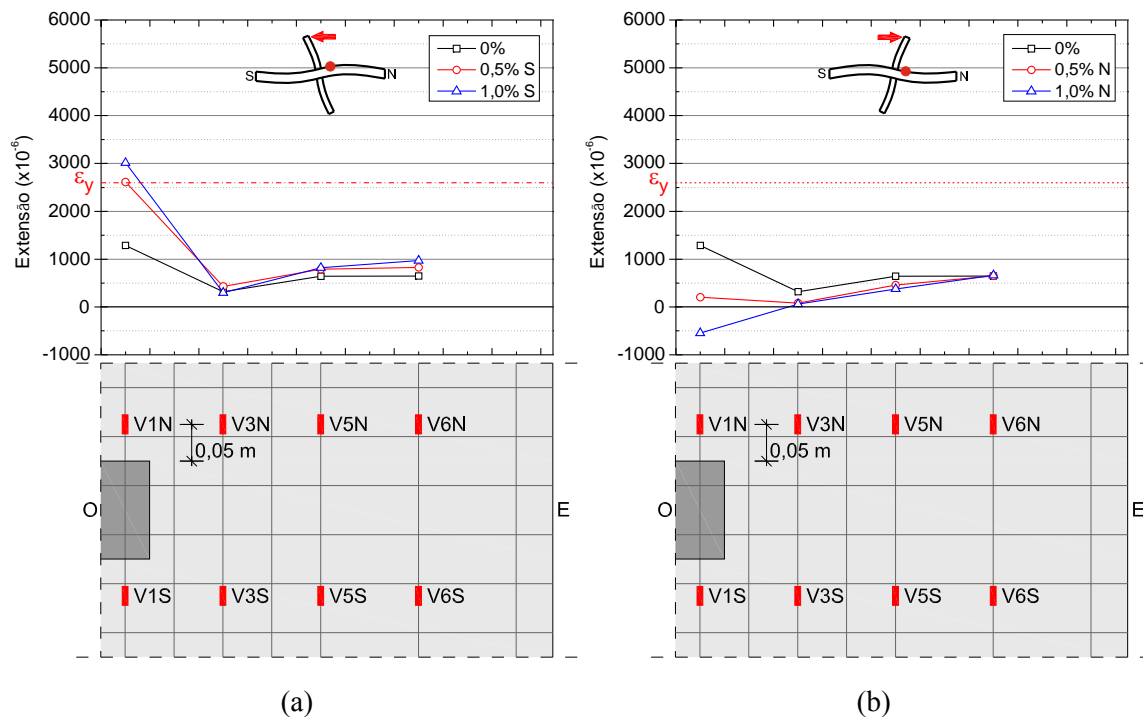 6000
5000
4000
3000
2000
1000
0
-1000
Extensão (x10⁻⁶)
εy
S
N
0%
0,5% S
1,0% S
V1N
V3N
V5N
V6N
0,05 m
O
E
V1S
V3S
V5S
V6S
(a)
6000
5000
4000
3000
2000
1000
0
-1000
Extensão (x10⁻⁶)
εy
S
N
0%
0,5% N
1,0% N
V1N
V3N
V5N
V6N
0,05 m
O
E
V1S
V3S
V5S
V6S
(b)